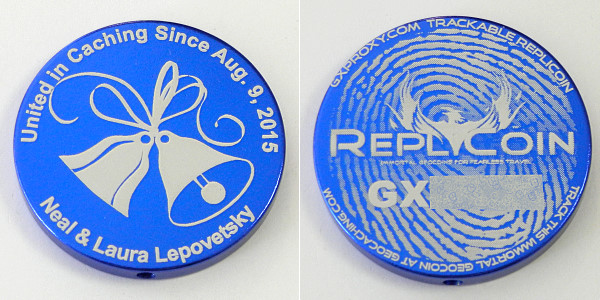 United in Caching Since Aug. 9, 2015
Neal & Laura Lepovetsky
GXPROXY.COM TRACKABLE REPLICOIN
REPLICOIN
IMMORTAL GEOCOINS FOR FEARLESS TRAVEL
GX
TRACK THIS IMMORTAL GEOCOIN AT GEOCACHING.COM